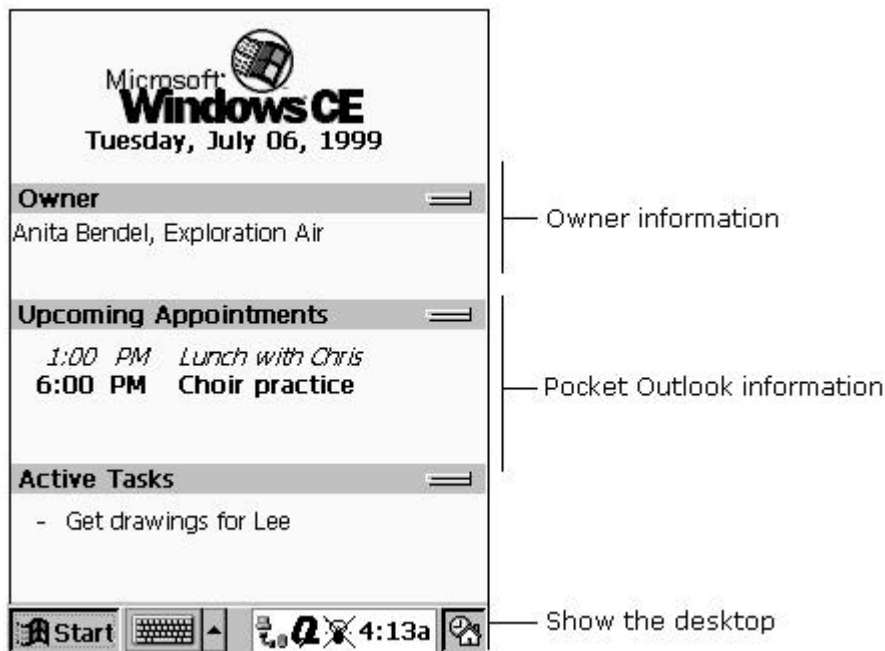 Microsoft
Windows CE
Tuesday, July 06, 1999
Owner
Anita Bendel, Exploration Air
Owner information
Upcoming Appointments
1:00 PM Lunch with Chris
6:00 PM Choir practice
Pocket Outlook information
Active Tasks
- Get drawings for Lee
Start
4:13a
Show the desktop